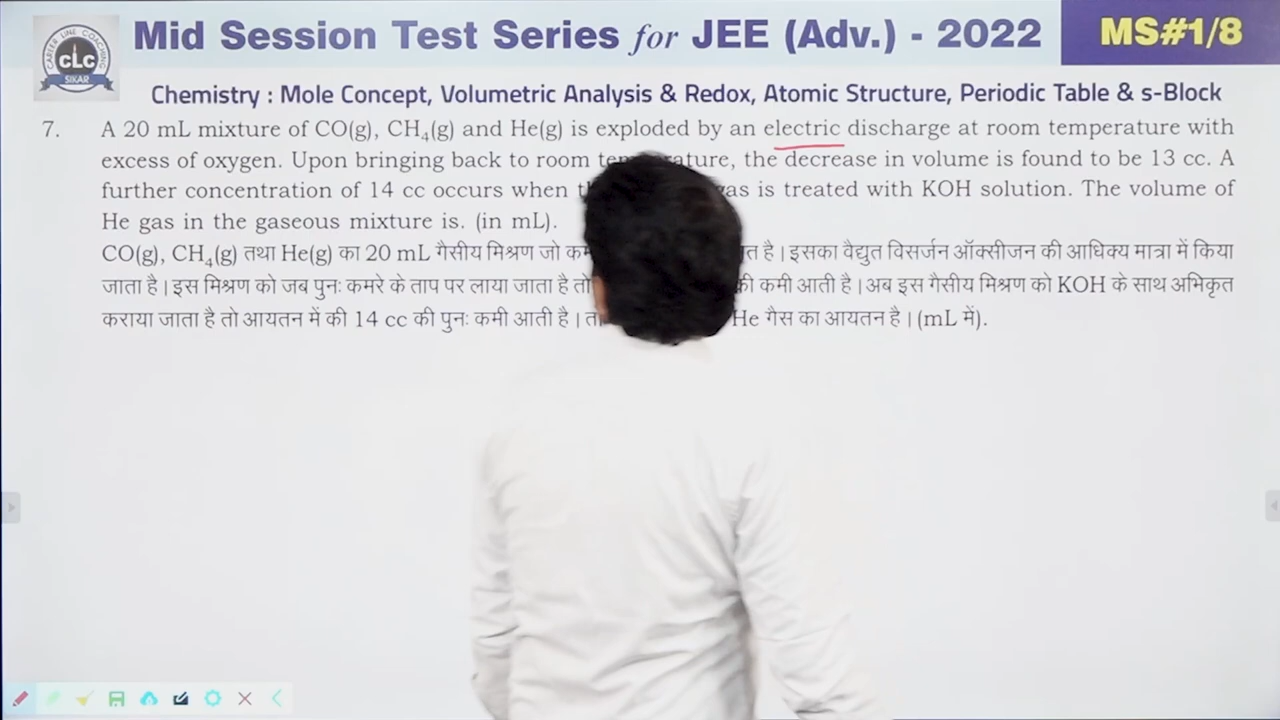 Mid Session Test Series for JEE (Adv.) - 2022
MS#1/8
CAREER LINE COACHING
CLC
SIKAR
Chemistry : Mole Concept, Volumetric Analysis & Redox, Atomic Structure, Periodic Table & s-Block
7. A 20 mL mixture of CO(g), CH₄(g) and He(g) is exploded by an electric discharge at room temperature with
excess of oxygen. Upon bringing back to room temperature, the decrease in volume is found to be 13 cc. A
further concentration of 14 cc occurs when is treated with KOH solution. The volume of
He gas in the gaseous mixture is. (in mL).
CO(g), CH₄(g) तथा He(g) का 20 mL गैसीय मिश्रण जो है। इसका वैद्युत विसर्जन ऑक्सीजन की आधिक्य मात्रा में किया
जाता है। इस मिश्रण को जब पुनः कमरे के ताप पर लाया जाता है तो की कमी आती है। अब इस गैसीय मिश्रण को KOH के साथ अभिकृत
कराया जाता है तो आयतन में की 14 cc की पुनः कमी आती है। He गैस का आयतन है। (mL में).